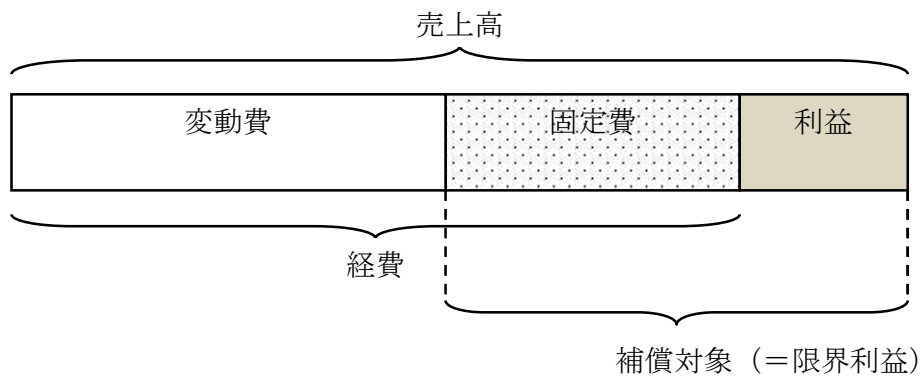 売上高
変動費
固定費
利益
経費
補償対象（＝限界利益）